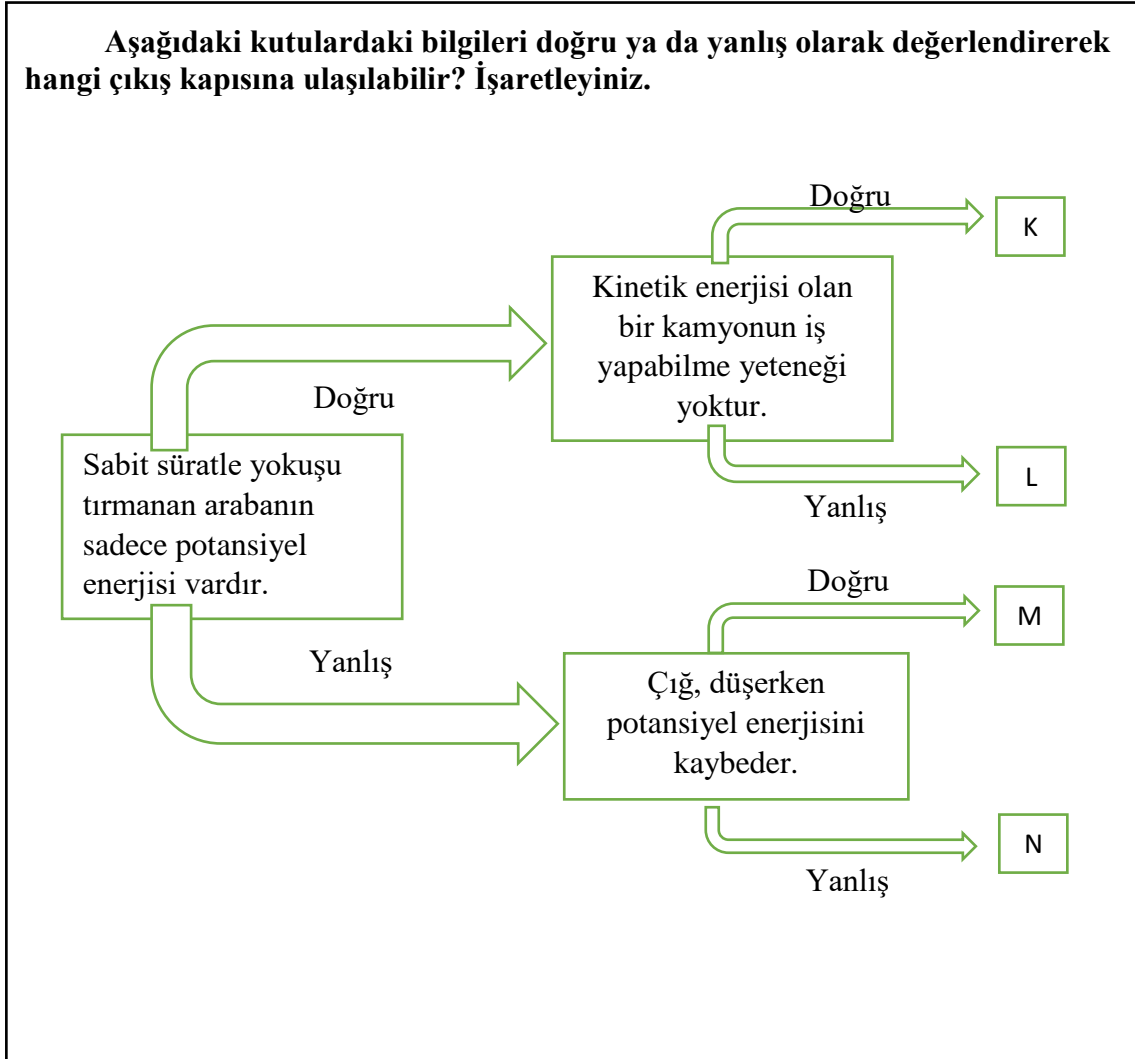 Aşağıdaki kutulardaki bilgileri doğru ya da yanlış olarak değerlendirerek
hangi çıkış kapısına ulaşılabilir? İşaretleyiniz.
Doğru
K
Kinetik enerjisi olan
bir kamyonun iş
yapabilme yeteneği
yoktur.
Doğru
L
Yanlış
Sabit süratle yokuşu
tırmanan arabanın
sadece potansiyel
enerjisi vardır.
Doğru
M
Yanlış
Çığ, düşerken
potansiyel enerjisini
kaybeder.
N
Yanlış